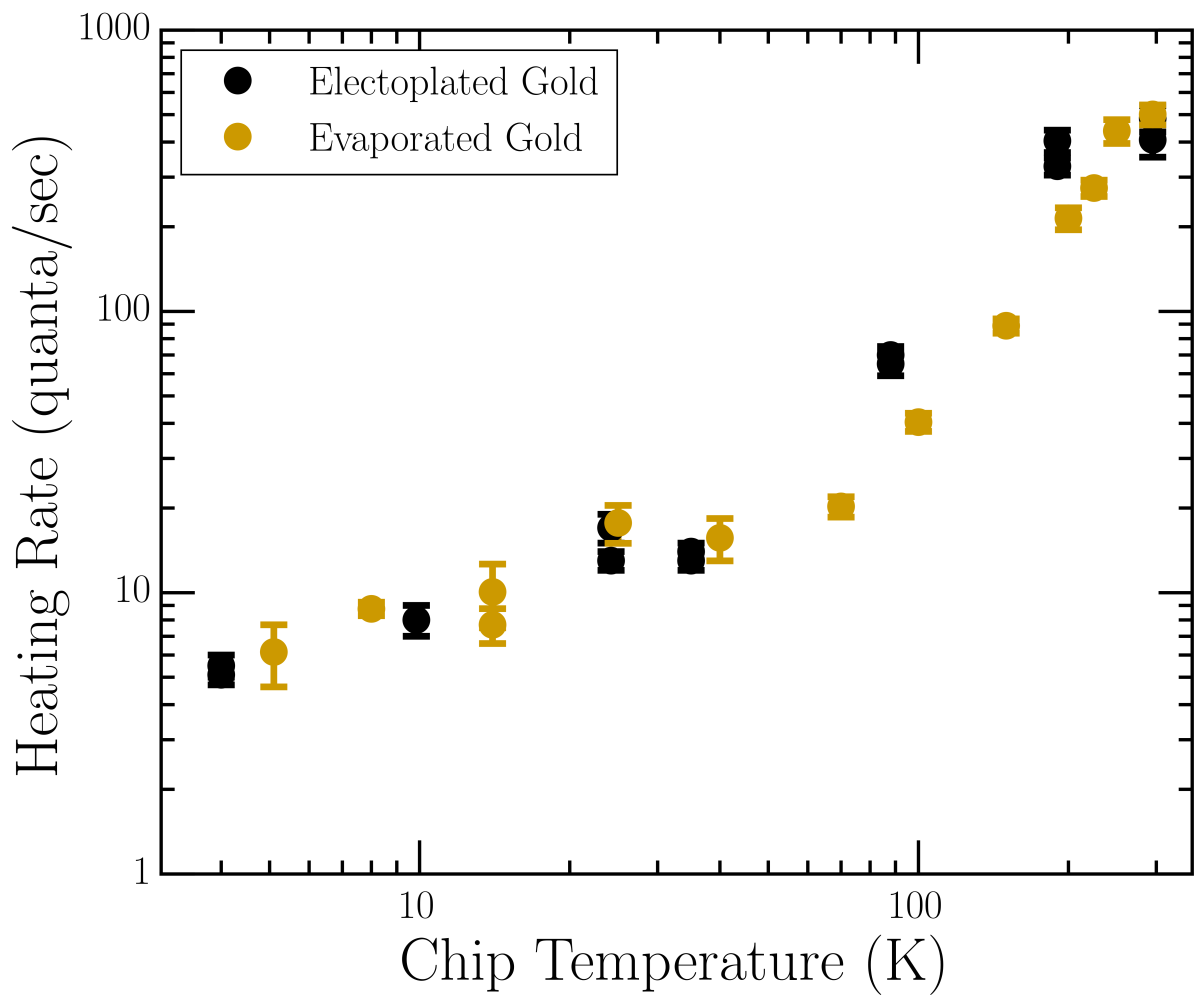 1000
Electoplated Gold
Evaporated Gold
Heating Rate (quanta/sec)
100
10
1
10
100
Chip Temperature (K)